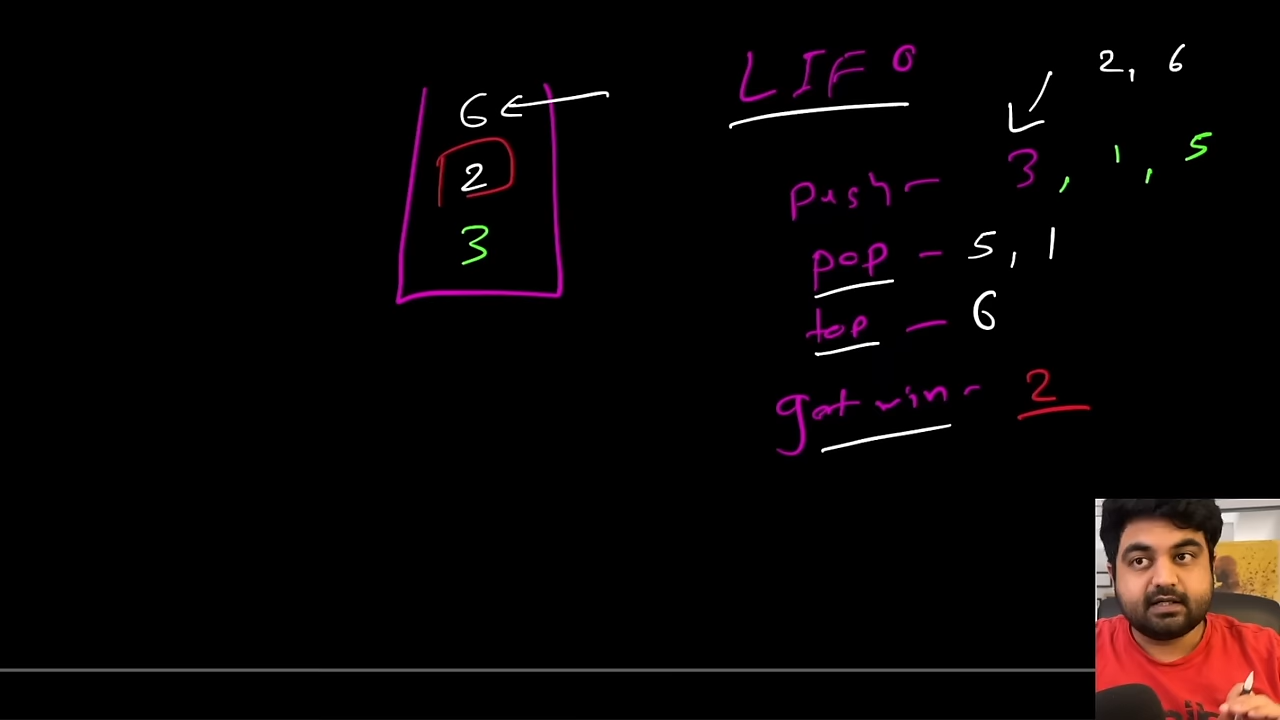 6
2
3
LIFO
2, 6
push - 3, 1, 5
pop - 5, 1
top - 6
getmin - 2